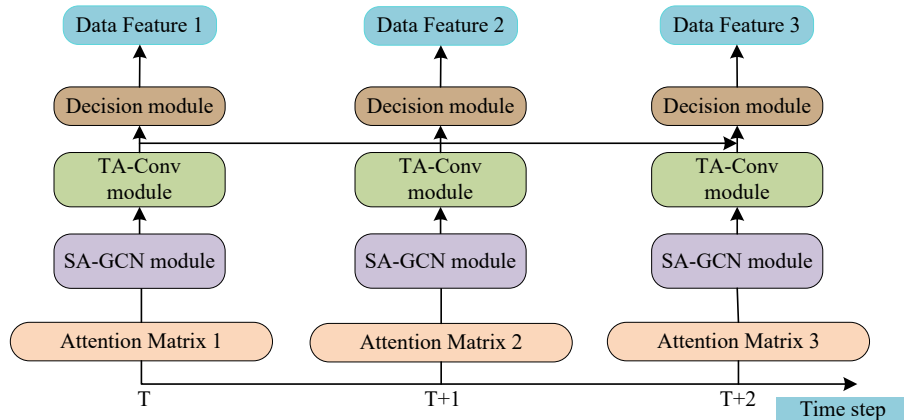 Data Feature 1
Data Feature 2
Data Feature 3
Decision module
Decision module
Decision module
TA-Conv
module
TA-Conv
module
TA-Conv
module
SA-GCN module
SA-GCN module
SA-GCN module
Attention Matrix 1
Attention Matrix 2
Attention Matrix 3
T
T+1
T+2
Time step